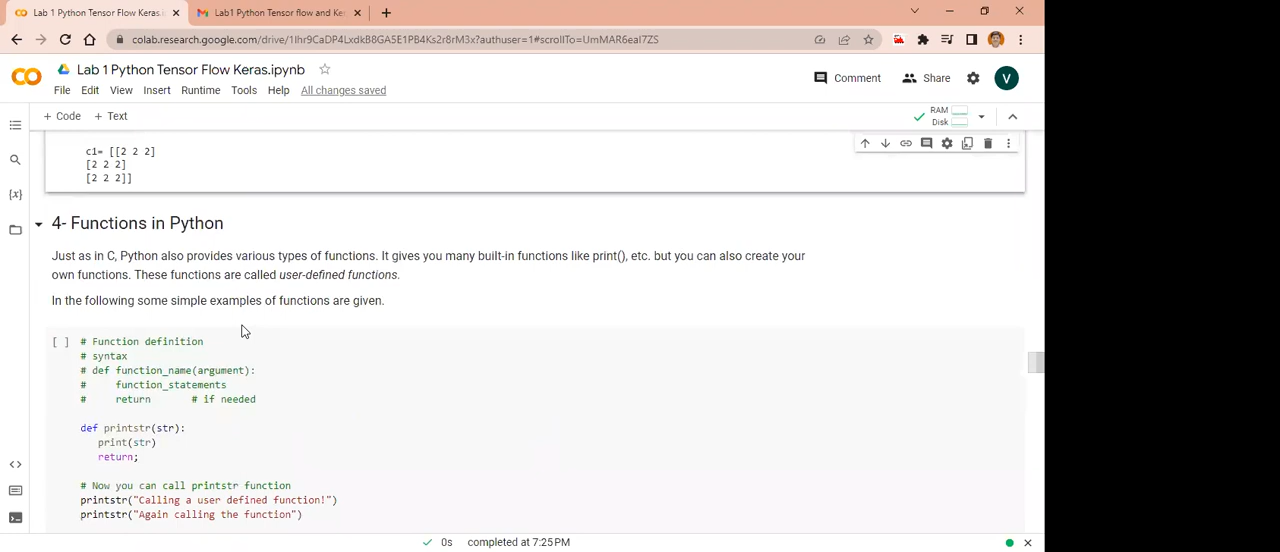 Lab 1 Python Tensor Flow Keras.i
Lab1 Python Tensor flow and Ker
colab.research.google.com/drive/1Ihr9CaDP4LxdkB8GA5E1PB4Ks2r8rM3x?authuser=1#scrollTo=UmMAR6eaI7ZS
Lab 1 Python Tensor Flow Keras.ipynb
Comment
Share
V
File Edit View Insert Runtime Tools Help All changes saved
+ Code + Text
RAM
Disk
c1= [[2 2 2]
[2 2 2]
[2 2 2]]
4- Functions in Python
Just as in C, Python also provides various types of functions. It gives you many built-in functions like print(), etc. but you can also create your
own functions. These functions are called user-defined functions.
In the following some simple examples of functions are given.
[ ] # Function definition
# syntax
# def function_name(argument):
#     function_statements
#     return       # if needed
def printstr(str):
print(str)
return;
# Now you can call printstr function
printstr("Calling a user defined function!")
printstr("Again calling the function")
0s completed at 7:25 PM